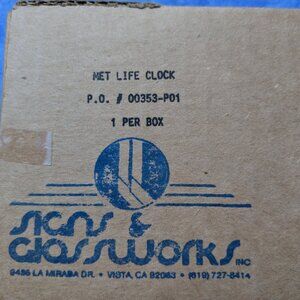 MET LIFE CLOCK
P.O. # 00353-P01
1 PER BOX
SIGNS &
GLASSWORKS INC
9456 LA MIRADA DR. • VISTA, CA 92083 • (619) 727-8414